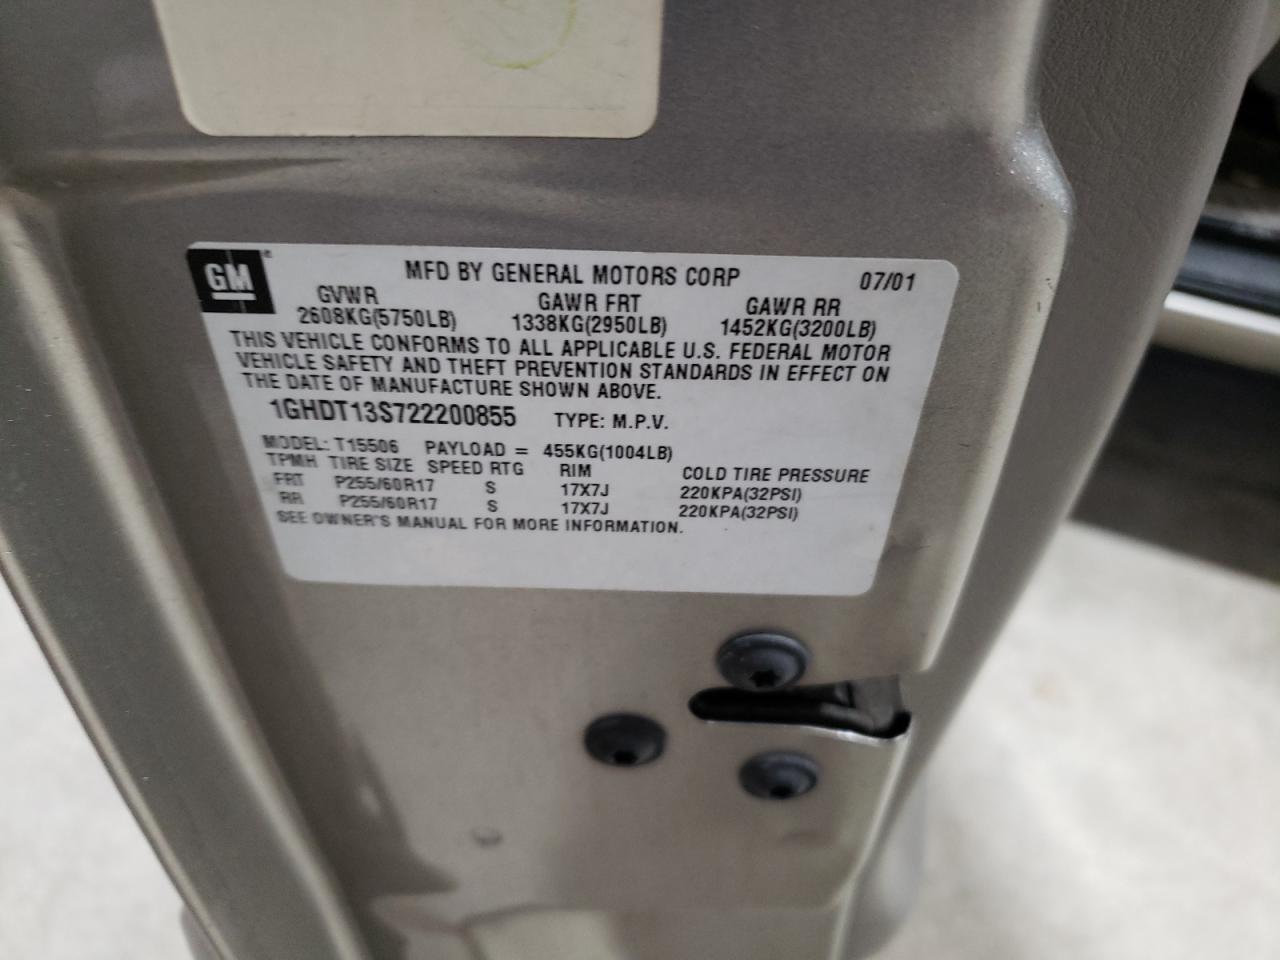 GM ® MFD BY GENERAL MOTORS CORP 07/01
GVWR GAWR FRT GAWR RR
2608KG(5750LB) 1338KG(2950LB) 1452KG(3200LB)
THIS VEHICLE CONFORMS TO ALL APPLICABLE U.S. FEDERAL MOTOR
VEHICLE SAFETY AND THEFT PREVENTION STANDARDS IN EFFECT ON
THE DATE OF MANUFACTURE SHOWN ABOVE.
1GHDT13S722200855 TYPE: M.P.V.
MODEL: T15506 PAYLOAD = 455KG(1004LB)
TPMH TIRE SIZE SPEED RTG RIM COLD TIRE PRESSURE
FRT P255/60R17 S 17X7J 220KPA(32PSI)
RR P255/60R17 S 17X7J 220KPA(32PSI)
SEE OWNER'S MANUAL FOR MORE INFORMATION.